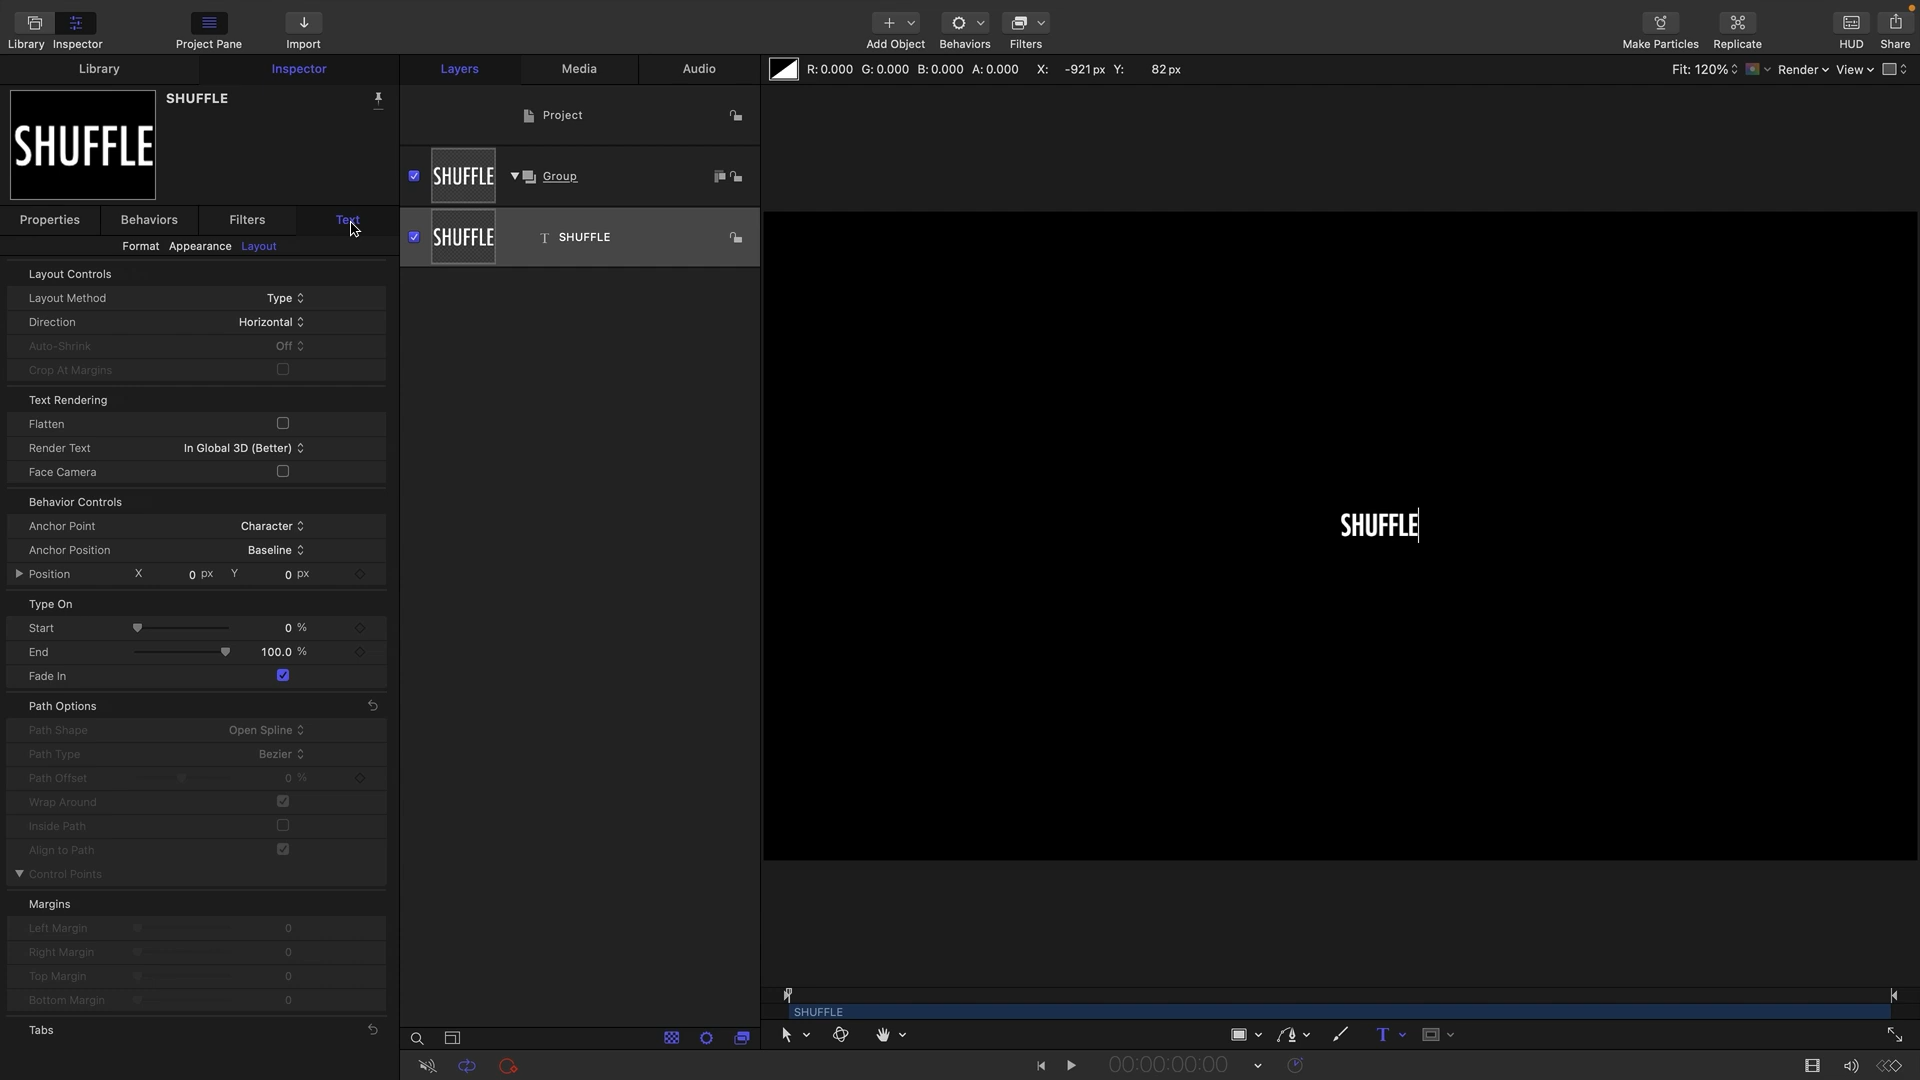 Library Inspector Project Pane Import Add Object Behaviors Filters Make Particles Replicate HUD Share
Library Inspector Layers Media Audio R: 0.000 G: 0.000 B: 0.000 A: 0.000 X: -921 px Y: 82 px Fit: 120% Render View
SHUFFLE
SHUFFLE
Project
SHUFFLE Group
SHUFFLE T SHUFFLE
Properties Behaviors Filters Text
Format Appearance Layout
Layout Controls
Layout Method Type
Direction Horizontal
Auto-Shrink Off
Crop At Margins
Text Rendering
Flatten
Render Text In Global 3D (Better)
Face Camera
Behavior Controls
Anchor Point Character
Anchor Position Baseline
Position X 0 px Y 0 px
Type On
Start 0 %
End 100.0 %
Fade In
Path Options
Path Shape Open Spline
Path Type Bezier
Path Offset 0 %
Wrap Around
Inside Path
Align to Path
Control Points
Margins
Left Margin 0
Right Margin 0
Top Margin 0
Bottom Margin 0
Tabs
SHUFFLE
SHUFFLE
T
00:00:00:00